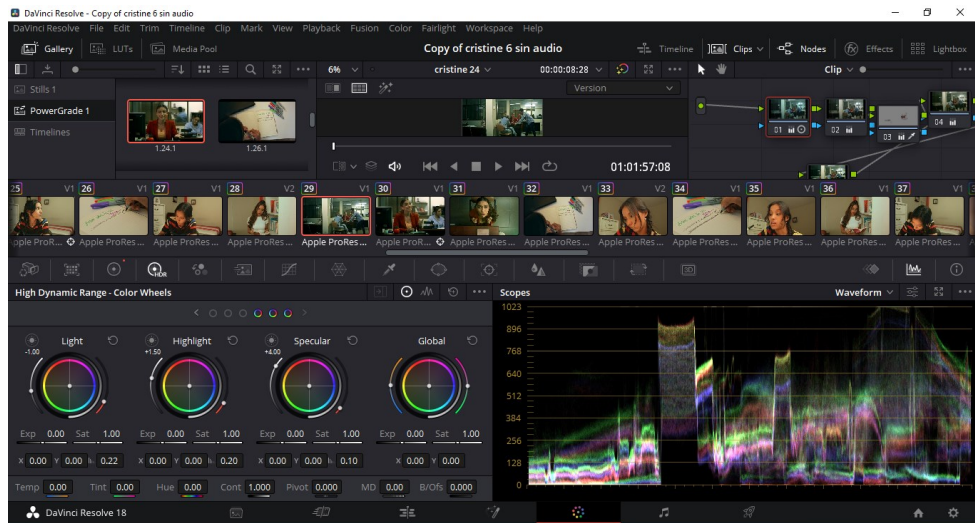 DaVinci Resolve - Copy of cristine 6 sin audio
DaVinci Resolve File Edit Trim Timeline Clip Mark View Playback Fusion Color Fairlight Workspace Help
Gallery LUTs Media Pool Copy of cristine 6 sin audio Timeline Clips Nodes Effects Lightbox
6% cristine 24 00:00:08:28 Clip
Stills 1
PowerGrade 1
Timelines
1.24.1 1.26.1
Version
01:01:57:08
01 02 03 04
25 V1 26 V1 27 V1 28 V2 29 V1 30 V1 31 V1 32 V1 33 V2 34 V1 35 V1 36 V1 37 V1
pple ProR... Apple ProRes ... Apple ProRes ... Apple ProRes ... Apple ProRes ... Apple ProR... Apple ProRes ... Apple ProRes ... Apple ProRes ... Apple ProRes ... Apple ProRes ... Apple ProRes ... Apple ProRes ...
HDR 3D
High Dynamic Range - Color Wheels
Scopes Waveform
Light Highlight Specular Global
-1.00 +1.50 +4.00
Exp 0.00 Sat 1.00 Exp 0.00 Sat 1.00 Exp 0.00 Sat 1.00 Exp 0.00 Sat 1.00
X 0.00 Y 0.00 0.22 X 0.00 Y 0.00 0.20 X 0.00 Y 0.00 0.10 X 0.00 Y 0.00
Temp 0.00 Tint 0.00 Hue 0.00 Cont 1.000 Pivot 0.000 MD 0.00 B/Ofs 0.000
1023
896
768
640
512
384
256
128
0
DaVinci Resolve 18